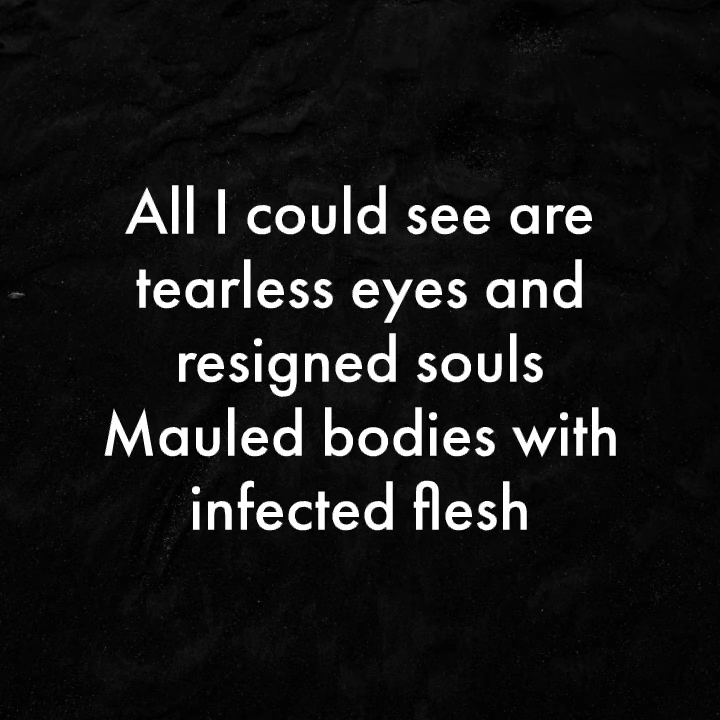 All I could see are
tearless eyes and
resigned souls
Mauled bodies with
infected flesh